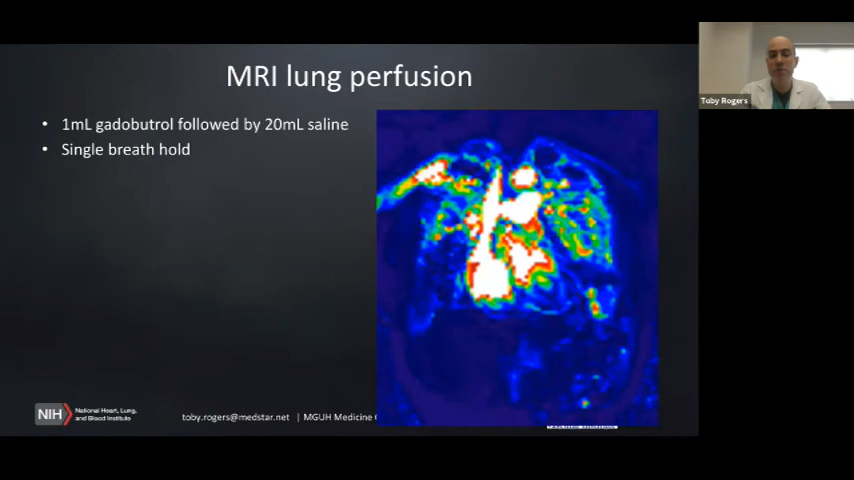 MRI lung perfusion
• 1mL gadobutrol followed by 20mL saline
• Single breath hold
Toby Rogers
NIH
National Heart, Lung,
and Blood Institute
toby.rogers@medstar.net | MGUH Medicine